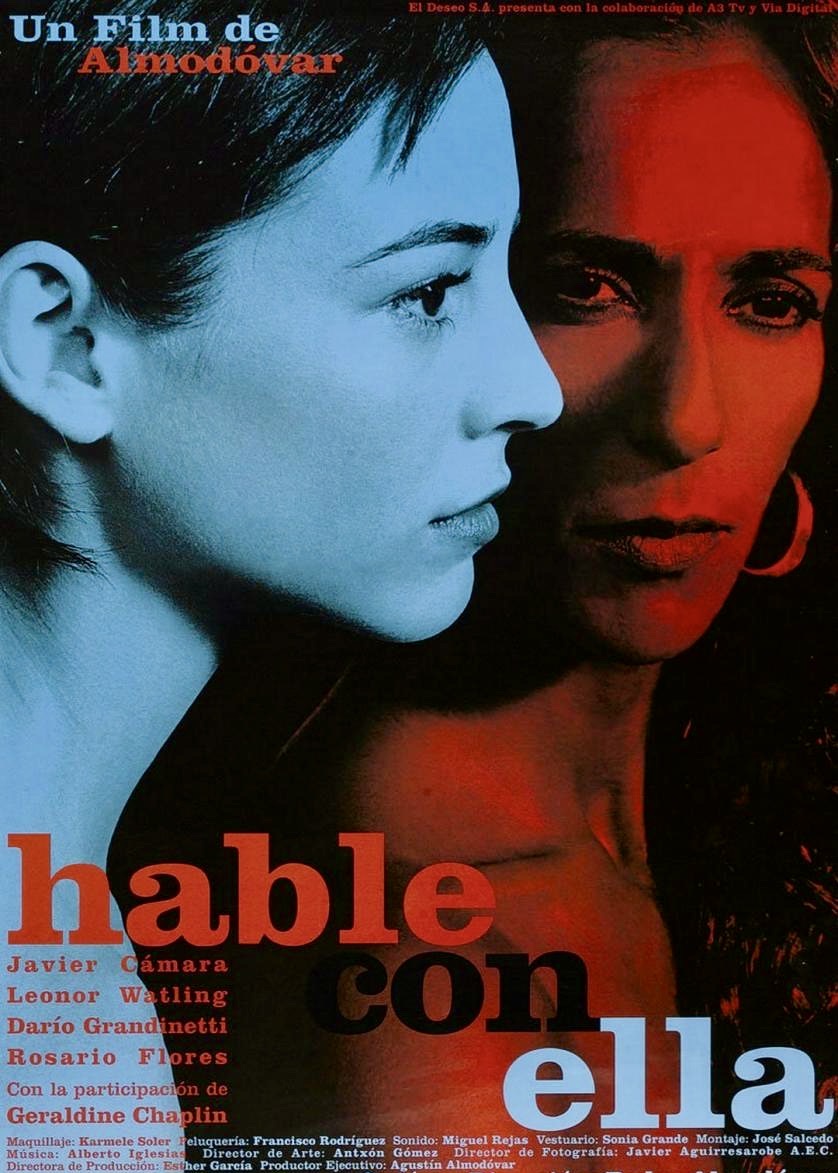 El Deseo S.A. presenta con la colaboración de A3 Tv y Via Digital
Un Film de
Almodóvar
hable
con
ella
Javier Cámara
Leonor Watling
Darío Grandinetti
Rosario Flores
Con la participación de
Geraldine Chaplin
Maquillaje: Karmele Soler Peluquería: Francisco Rodríguez Sonido: Miguel Rejas Vestuario: Sonia Grande Montaje: José Salcedo
Música: Alberto Iglesias Director de Arte: Antxón Gómez Director de Fotografía: Javier Aguirresarobe A.E.C.
Directora de Producción: Esther García Productor Ejecutivo: Agustín Almodóvar